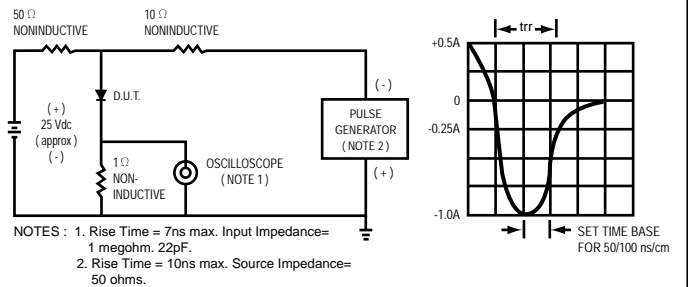 50 Ω
NONINDUCTIVE
10 Ω
NONINDUCTIVE
D.U.T.
( + )
25 Vdc
( approx )
( - )
1 Ω
NON-
INDUCTIVE
OSCILLOSCOPE
( NOTE 1 )
( - )
PULSE
GENERATOR
( NOTE 2 )
( + )
trr
+0.5A
0
-0.25A
-1.0A
SET TIME BASE
FOR 50/100 ns/cm
NOTES : 1. Rise Time = 7ns max. Input Impedance=
1 megohm. 22pF.
2. Rise Time = 10ns max. Source Impedance=
50 ohms.